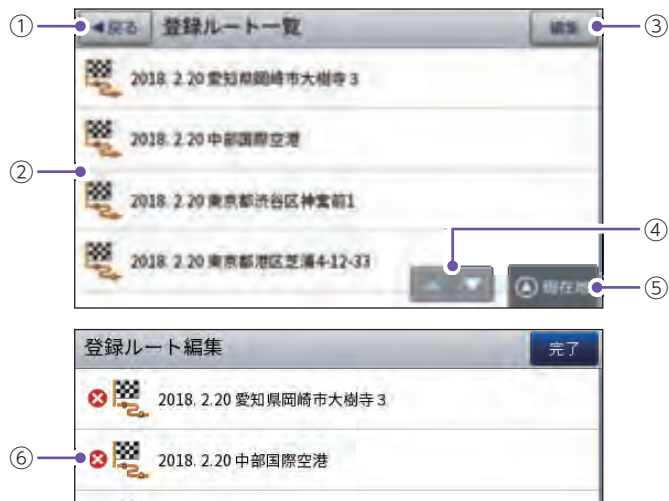 ① ◀戻る 登録ルート一覧 編集 ③
2018. 2.20 愛知県岡崎市大樹寺3
2018. 2.20 中部国際空港
②
2018. 2.20 東京都渋谷区神宮前1
④
2018. 2.20 東京都港区芝浦4-12-33
現在地 ⑤
登録ルート編集 完了
2018. 2.20 愛知県岡崎市大樹寺3
⑥ 2018. 2.20 中部国際空港